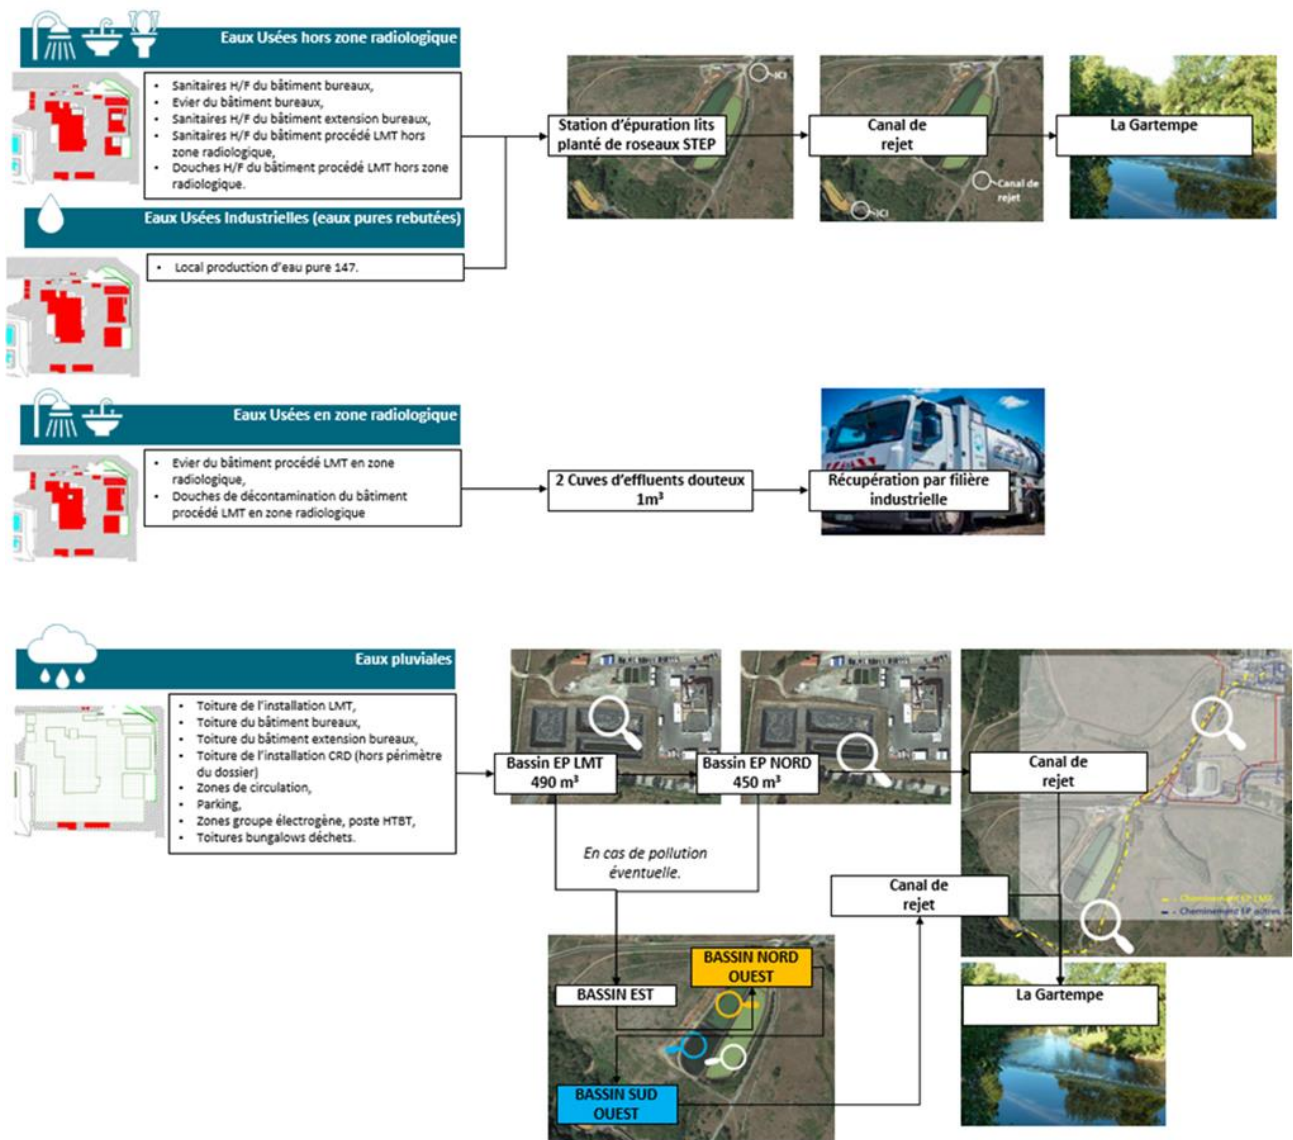 Eaux Usées hors zone radiologique
• Sanitaires H/F du bâtiment bureaux,
• Evier du bâtiment bureaux,
• Sanitaires H/F du bâtiment extension bureaux,
• Sanitaires H/F du bâtiment procédé LMT hors
zone radiologique,
• Douches H/F du bâtiment procédé LMT hors zone
radiologique.
Station d'épuration lits
planté de roseaux STEP
ICI
Canal de
rejet
Canal de
rejet
ICI
La Gartempe
Eaux Usées Industrielles (eaux pures rebutées)
• Local production d'eau pure 147.
Eaux Usées en zone radiologique
• Evier du bâtiment procédé LMT en zone
radiologique,
• Douches de décontamination du bâtiment
procédé LMT en zone radiologique
2 Cuves d'effluents douteux
1m³
Récupération par filière
industrielle
Eaux pluviales
• Toiture de l'installation LMT,
• Toiture du bâtiment bureaux,
• Toiture du bâtiment extension bureaux,
• Toiture de l'installation CRD (hors périmètre
du dossier)
• Zones de circulation,
• Parking,
• Zones groupe électrogène, poste HTBT,
• Toitures bungalows déchets.
Bassin EP LMT
490 m³
Bassin EP NORD
450 m³
Canal de
rejet
En cas de pollution
éventuelle.
Canal de
rejet
- Cheminement EP LMT
- Cheminement EP autres
BASSIN NORD
OUEST
BASSIN EST
BASSIN SUD
OUEST
La Gartempe